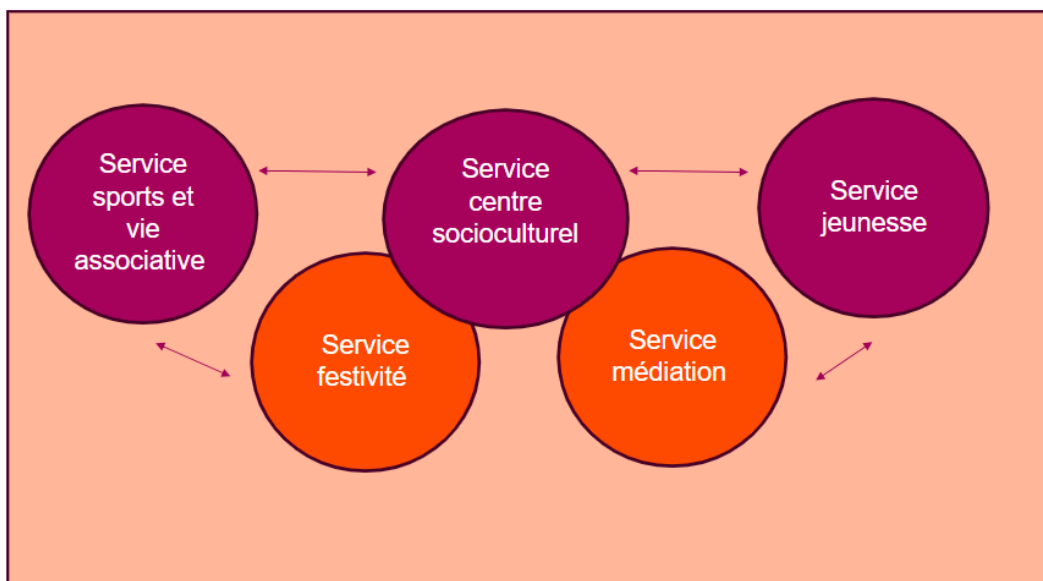 Service
sports et
vie
associative
Service
centre
socioculturel
Service
jeunesse
Service
festivité
Service
médiation